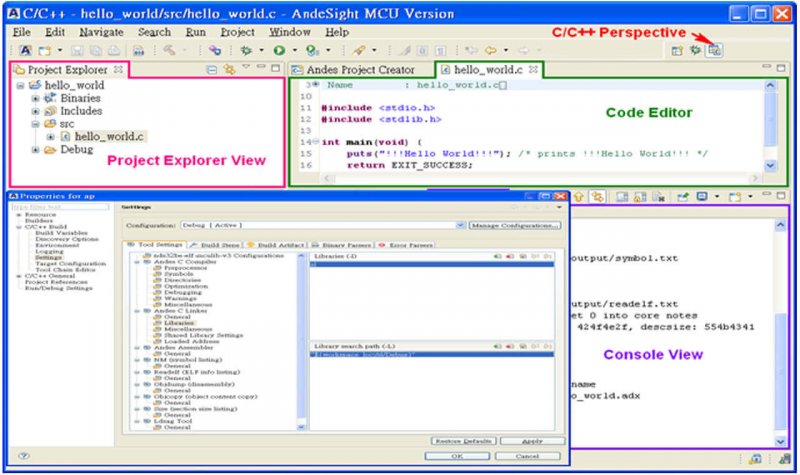 C/C++ - hello_world/src/hello_world.c - AndeSight MCU Version
File Edit Navigate Search Run Project Window Help
C/C++ Perspective
Project Explorer
hello_world
Binaries
Includes
src
hello_world.c
Debug
Project Explorer View
Andes Project Creator
hello_world.c
3 Name : hello_world.c
10
11 #include <stdio.h>
12 #include <stdlib.h>
13
14 int main(void) {
15 puts("!!!Hello World!!!"); /* prints !!!Hello World!!! */
16 return EXIT_SUCCESS;
Code Editor
Properties for ap
type filter text
Resource
Builders
C/C++ Build
Build Variables
Discovery Options
Environment
Logging
Settings
Target Configuration
Tool Chain Editor
C/C++ General
Project References
Run/Debug Settings
Settings
Configuration: Debug [ Active ]
Manage Configurations...
Tool Settings
Build Steps
Build Artifact
Binary Parsers
Error Parsers
nds32be-elf-mculib-v3 Configurations
Andes C Compiler
Preprocessor
Symbols
Directories
Optimization
Debugging
Warnings
Miscellaneous
Andes C Linker
General
Libraries
Miscellaneous
Shared Library Settings
Loaded Address
Andes Assembler
General
NM (symbol listing)
General
Readelf (ELF info listing)
General
Objdump (disassembly)
General
Objcopy (object content copy)
General
Size (section size listing)
General
Ldsag Tool
General
Libraries (-l)
Library search path (-L)
Restore Defaults
Apply
OK
Cancel
output/symbol.txt
output/readelf.txt
et 0 into core notes
424f4e2f, descsize: 554b4341
Console View
name
o_world.adx